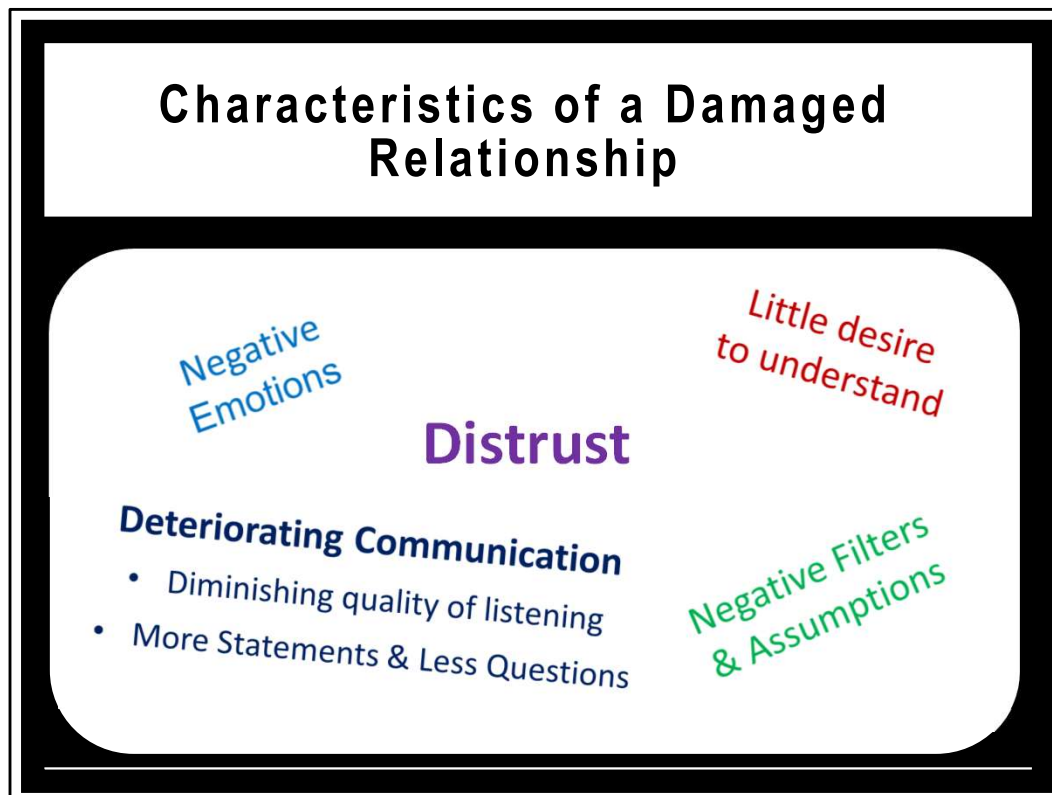 Characteristics of a Damaged
Relationship
Negative
Emotions
Little desire
to understand
Distrust
Deteriorating Communication
• Diminishing quality of listening
• More Statements & Less Questions
Negative Filters
& Assumptions